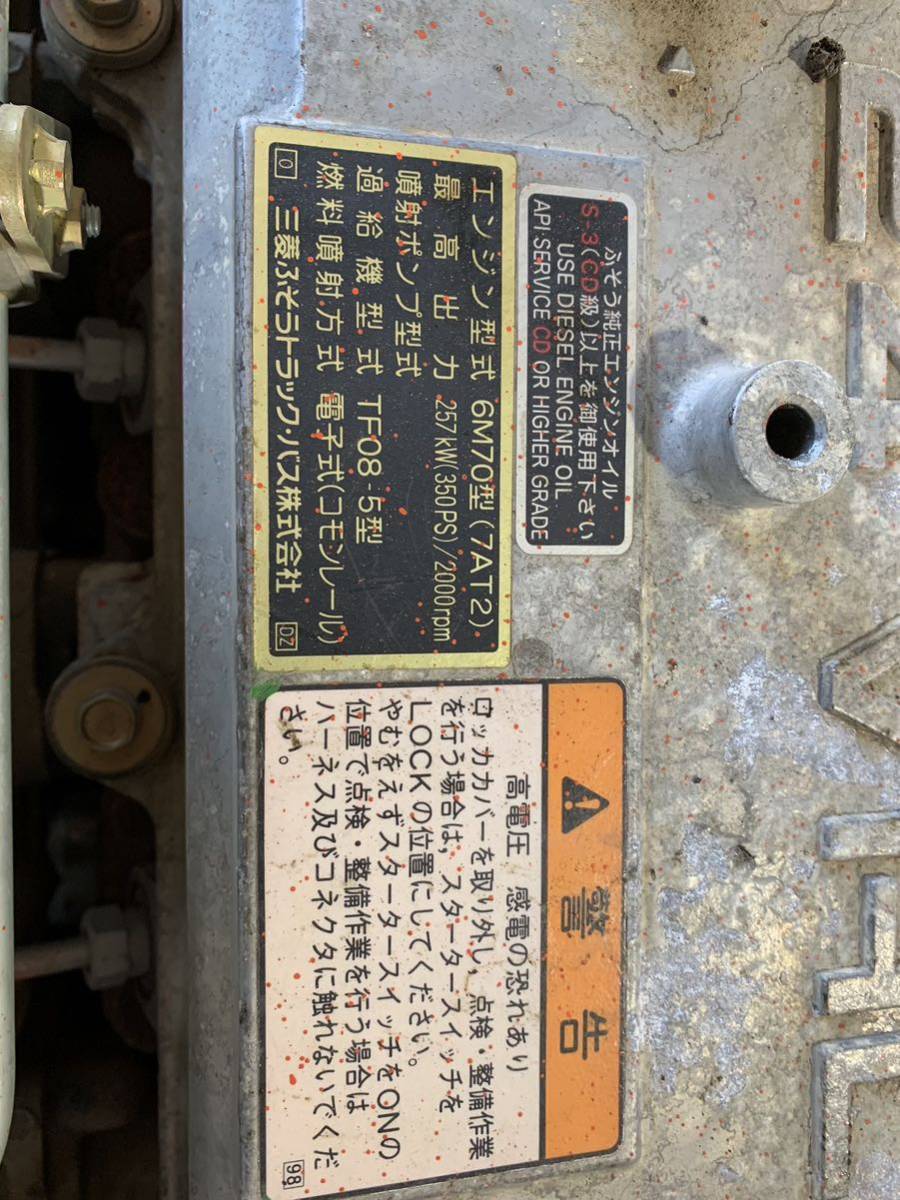 ふそう純正エンジンオイル
S-3(CD級)以上を御使用下さい
USE DIESEL ENGINE OIL
API SERVICE CD OR HIGHER GRADE
エンジン型式 6M70型(7AT2)
最高出力 257kW(350PS)/2000rpm
噴射ポンプ型式
過給機型式 TF08-5型
燃料噴射方式 電子式(コモンレール)
O 三菱ふそうトラック・バス株式会社 DZ
警告
高電圧 感電の恐れあり
ロッカカバーを取り外し,点検・整備作業
を行う場合は,スタータースイッチを
LOCKの位置にしてください。
やむをえずスタータースイッチをONの
位置で点検・整備作業を行う場合は
ハーネス及びコネクタに触れないでくだ
さい。
98